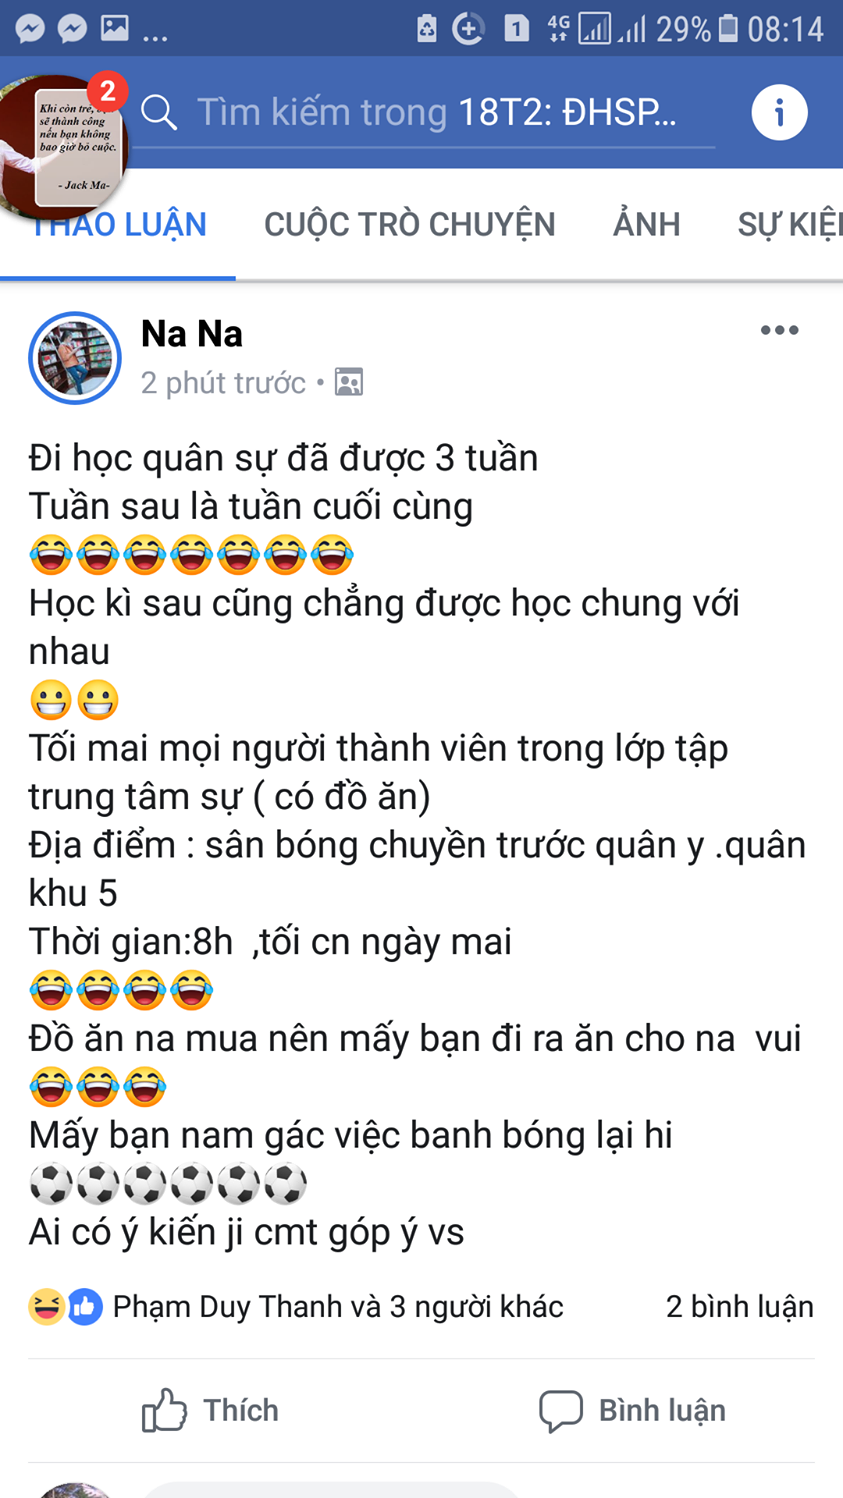 ... 1 4G 29% 08:14
2
Khi còn trẻ,
sẽ thành công
nếu bạn không
bao giờ bỏ cuộc.
- Jack Ma-
Tìm kiếm trong 18T2: ĐHSP...
THẢO LUẬN CUỘC TRÒ CHUYỆN ẢNH SỰ KIỆ
Na Na
2 phút trước •
Đi học quân sự đã được 3 tuần
Tuần sau là tuần cuối cùng
😂😂😂😂😂😂😂
Học kì sau cũng chẳng được học chung với
nhau
😀😀
Tối mai mọi người thành viên trong lớp tập
trung tâm sự ( có đồ ăn)
Địa điểm : sân bóng chuyền trước quân y .quân
khu 5
Thời gian:8h ,tối cn ngày mai
😂😂😂😂
Đồ ăn na mua nên mấy bạn đi ra ăn cho na vui
😂😂😂
Mấy bạn nam gác việc banh bóng lại hi
⚽⚽⚽⚽⚽⚽
Ai có ý kiến ji cmt góp ý vs
Phạm Duy Thanh và 3 người khác 2 bình luận
Thích Bình luận